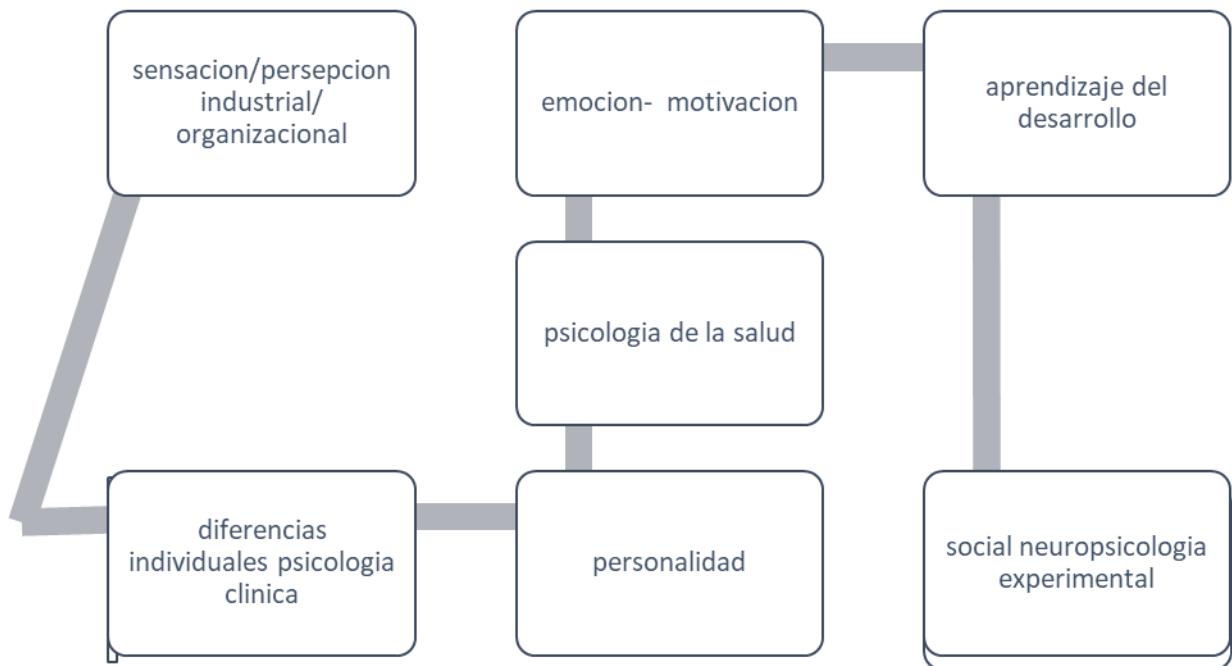 sensacion/persepcion
industrial/
organizacional
emocion- motivacion
aprendizaje del
desarrollo
psicologia de la salud
diferencias
individuales psicologia
clinica
personalidad
social neuropsicologia
experimental